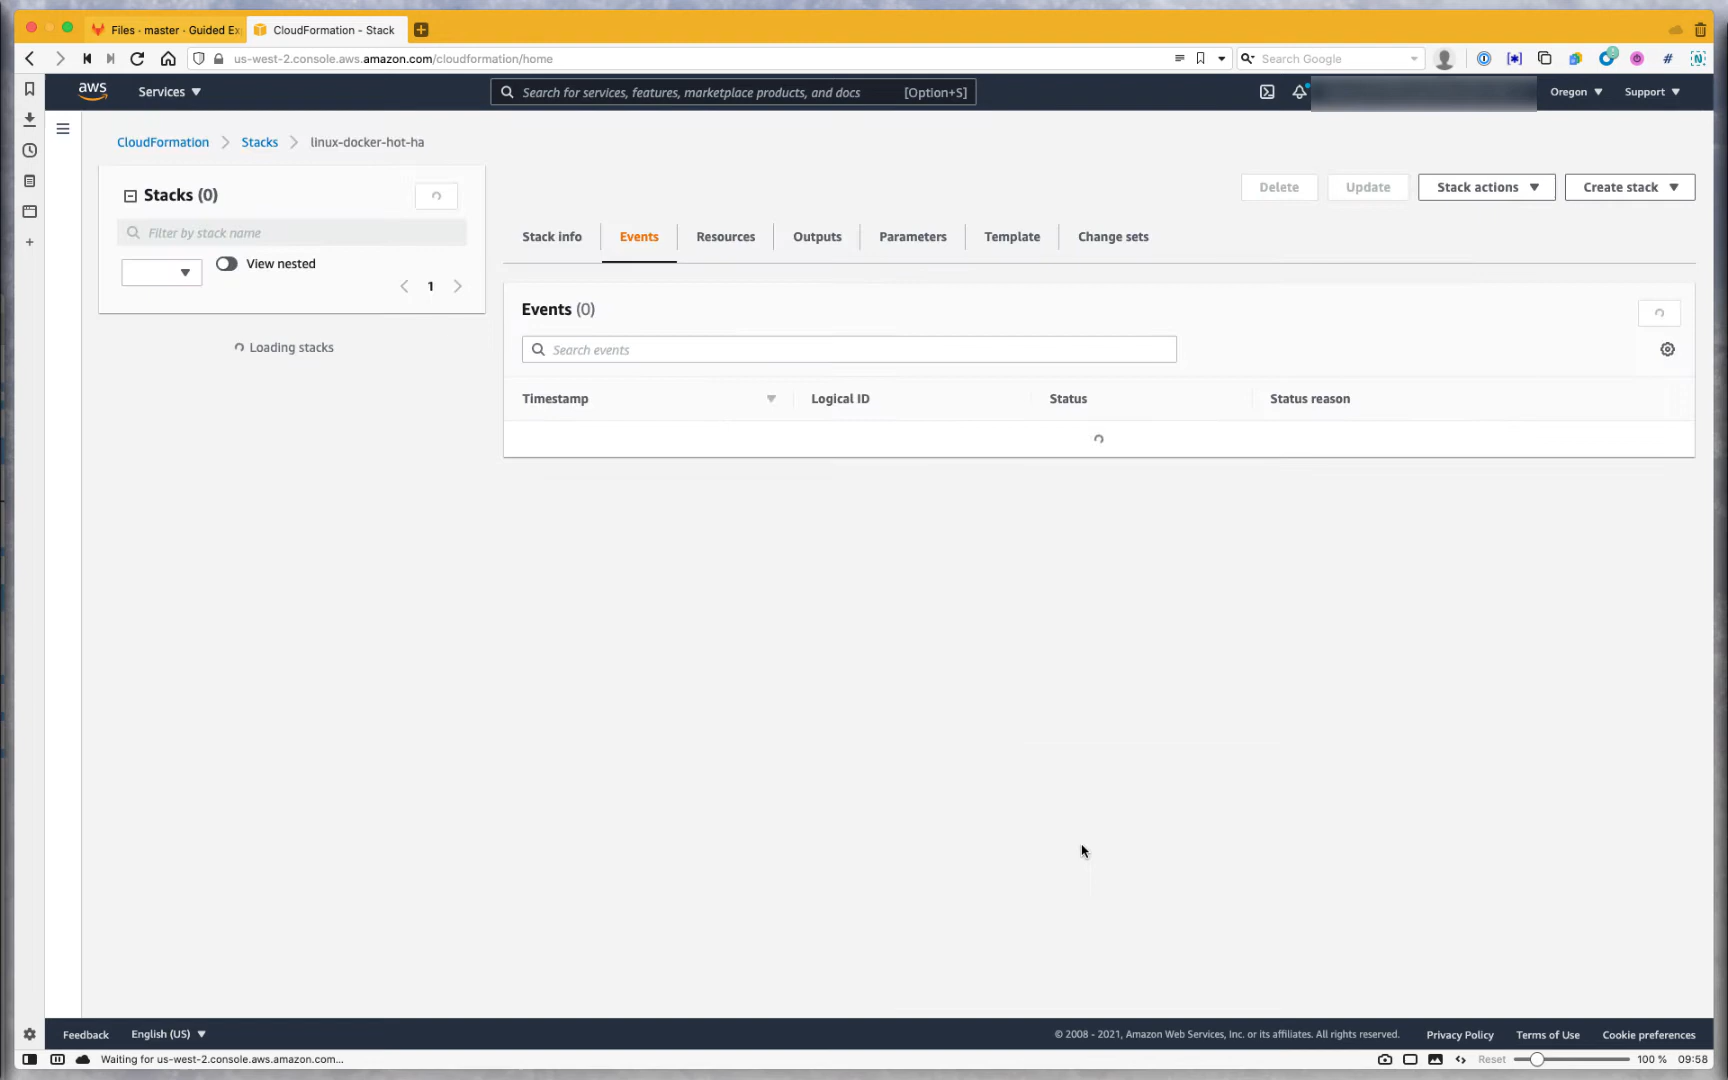 Files · master · Guided Ex
CloudFormation - Stack
us-west-2.console.aws.amazon.com/cloudformation/home
Search Google
aws
Services
Search for services, features, marketplace products, and docs
[Option+S]
Oregon
Support
CloudFormation
Stacks
linux-docker-hot-ha
Stacks (0)
Filter by stack name
View nested
1
Loading stacks
Delete
Update
Stack actions
Create stack
Stack info
Events
Resources
Outputs
Parameters
Template
Change sets
Events (0)
Search events
Timestamp
Logical ID
Status
Status reason
Feedback
English (US)
© 2008 - 2021, Amazon Web Services, Inc. or its affiliates. All rights reserved.
Privacy Policy
Terms of Use
Cookie preferences
Waiting for us-west-2.console.aws.amazon.com...
Reset
100 %
09:58